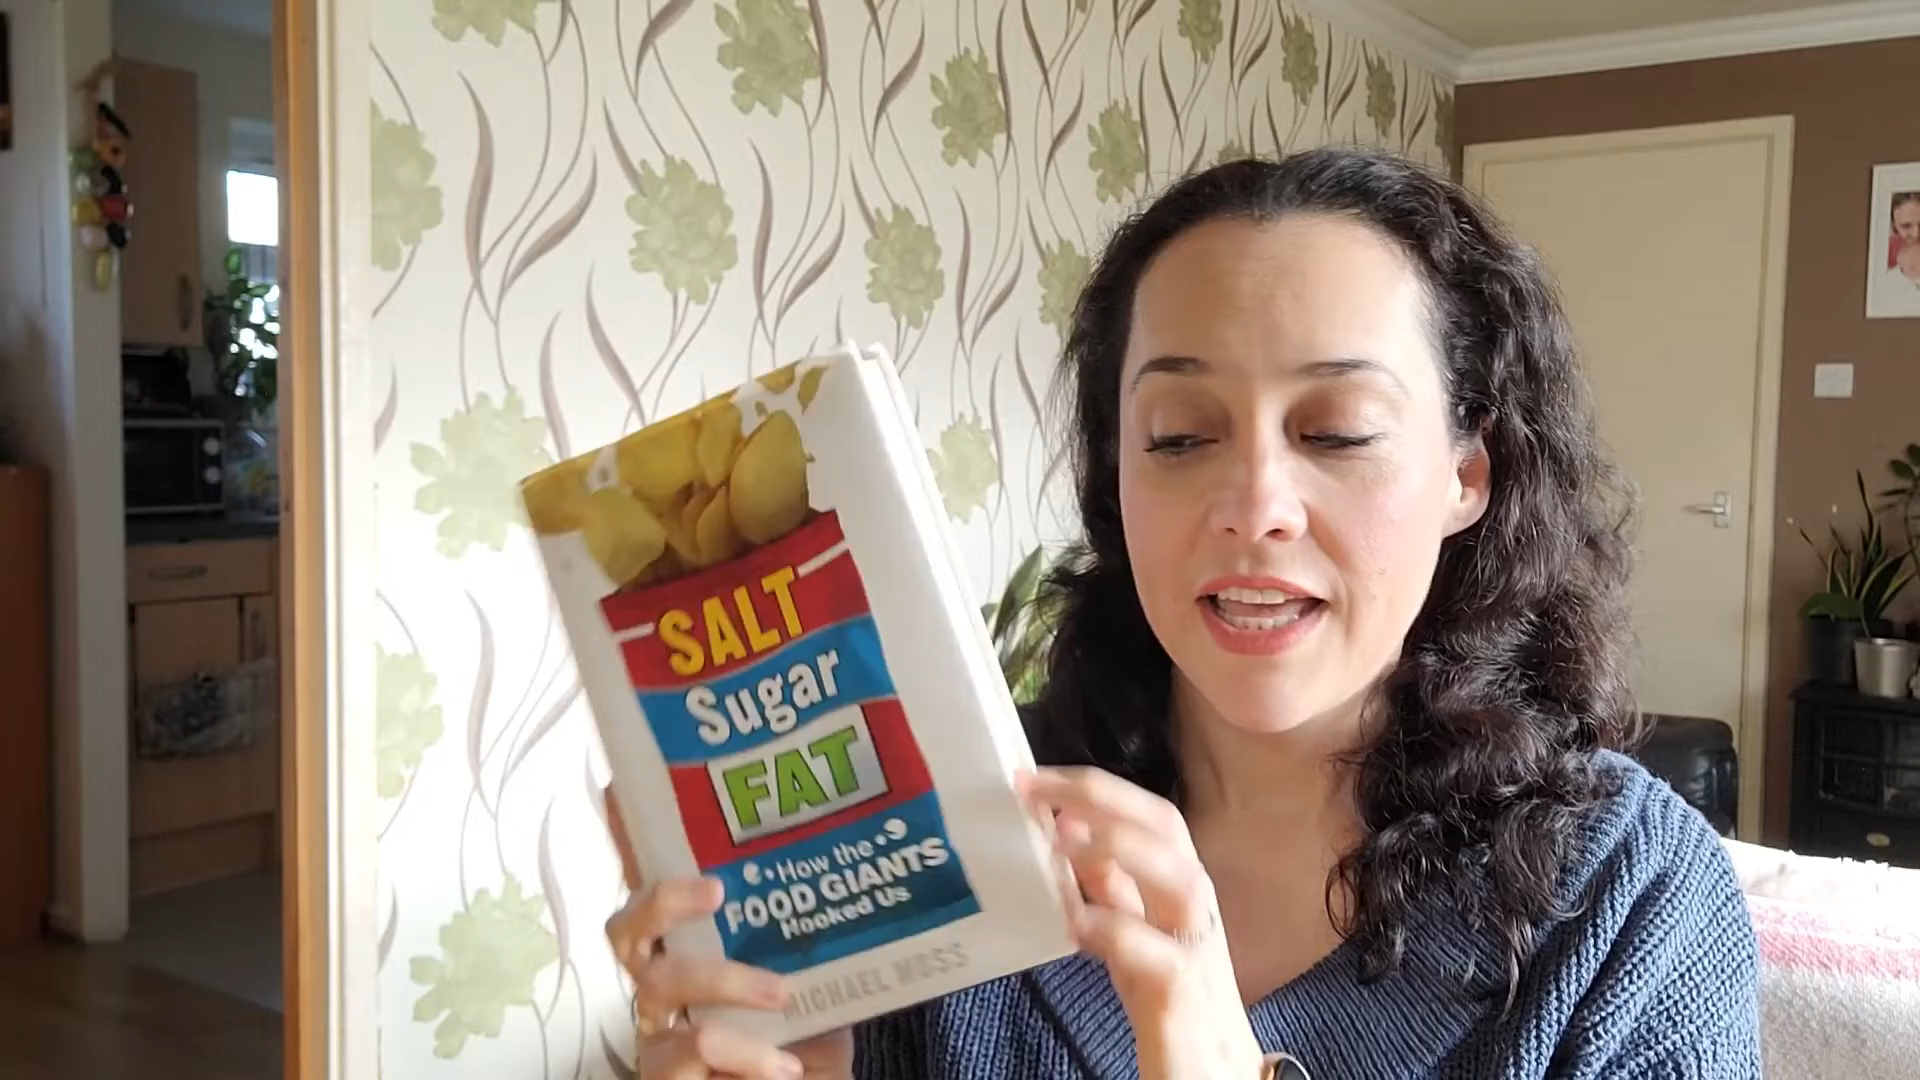 SALT
Sugar
FAT
How the
FOOD GIANTS
Hooked Us
MICHAEL MOSS